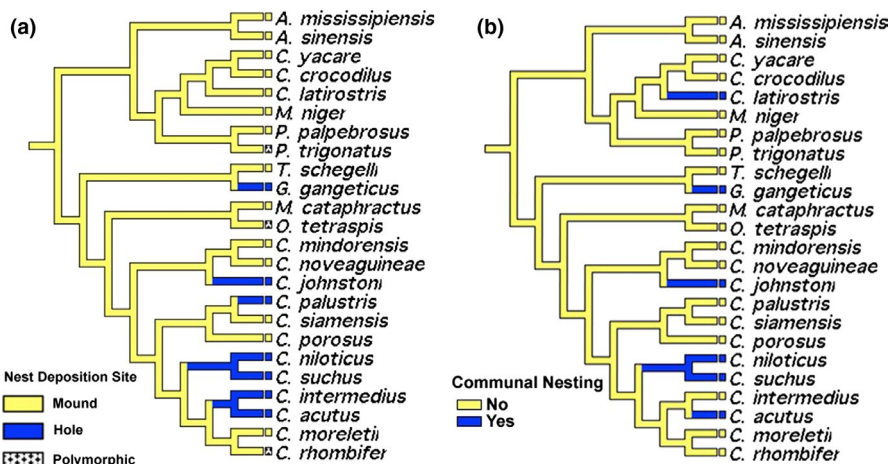 (a)
A. mississipiensis
A. sinensis
C. yacare
C. crocodilus
C. latirostris
M. niger
P. palpebrosus
P. trigonatus
T. schegelli
G. gangeticus
M. cataphractus
O. tetraspis
C. mindorensis
C. noveaguineae
C. johnstoni
C. palustris
C. siamensis
C. porosus
C. niloticus
C. suchus
C. intermedius
C. acutus
C. moreletii
C. rhombifer
Nest Deposition Site
Mound
Hole
Polymorphic
(b)
A. mississipiensis
A. sinensis
C. yacare
C. crocodilus
C. latirostris
M. niger
P. palpebrosus
P. trigonatus
T. schegelli
G. gangeticus
M. cataphractus
O. tetraspis
C. mindorensis
C. noveaguineae
C. johnstoni
C. palustris
C. siamensis
C. porosus
C. niloticus
C. suchus
C. intermedius
C. acutus
C. moreletii
C. rhombifer
Communal Nesting
No
Yes